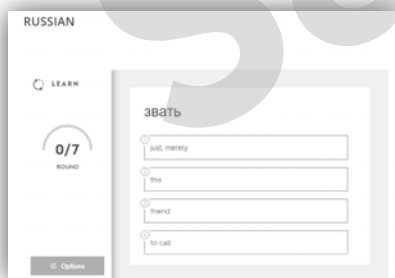 RUSSIAN
LEARN
0/7
ROUND
Options
звать
1
just, merely
2
this
3
friend
4
to call